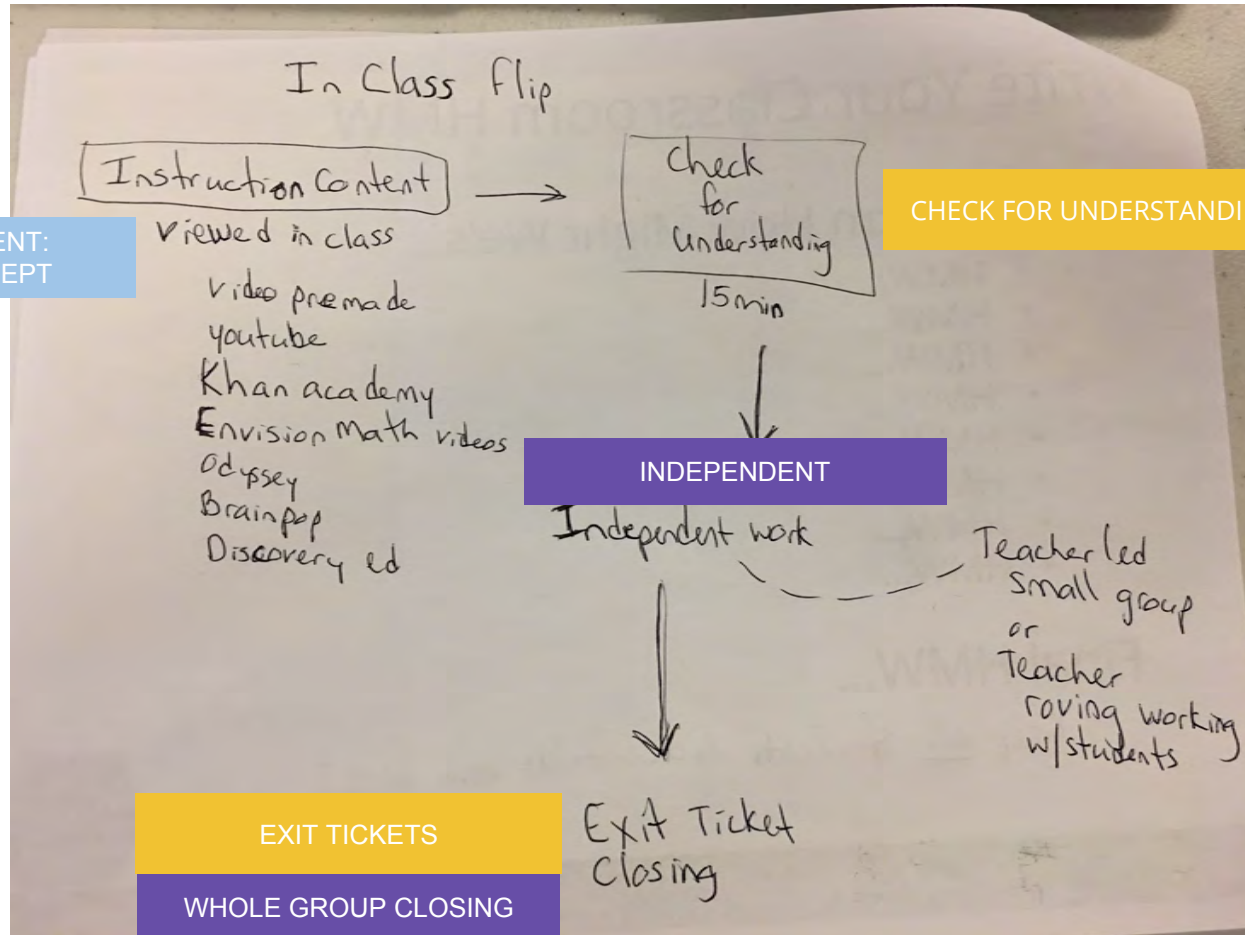 In Class Flip
Instruction Content
Viewed in class
video premade
youtube
Khan academy
Envision Math videos
Odyssey
Brainpop
Discovery ed
Check
for
Understanding
15min
CHECK FOR UNDERSTANDI
ENT:
EPT
INDEPENDENT
Independent work
Teacher led
small group
or
Teacher
roving working
w/students
EXIT TICKETS
WHOLE GROUP CLOSING
Exit Ticket
Closing